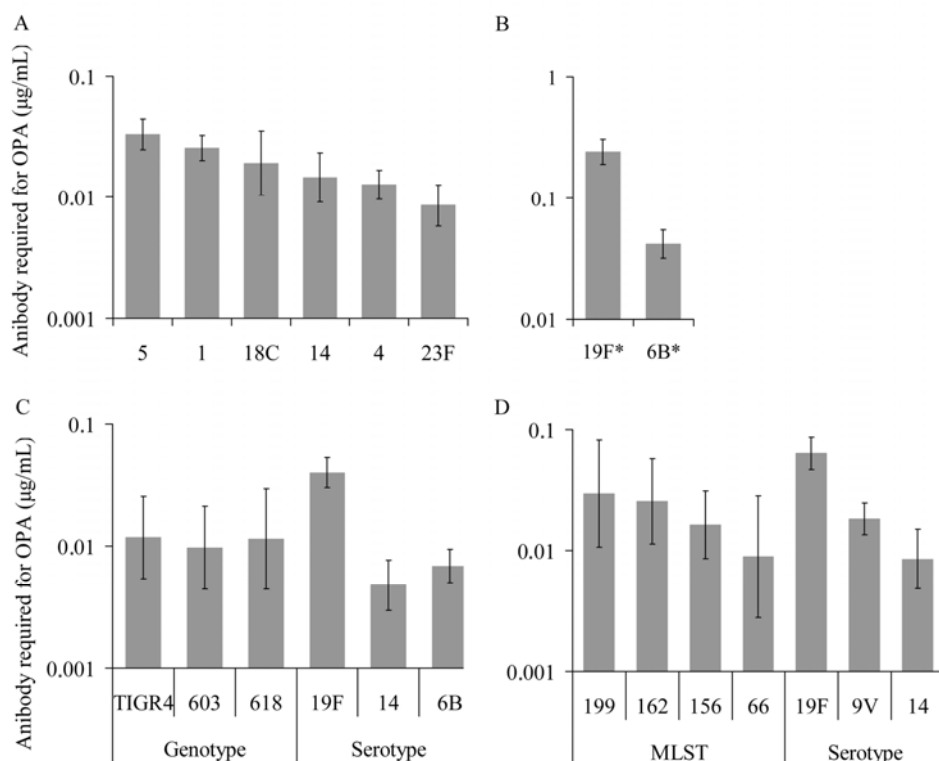 A
Anibody required for OPA (µg/mL)
0.1
0.01
0.001
5 1 18C 14 4 23F
B
1
0.1
0.01
19F* 6B*
C
Anibody required for OPA (µg/mL)
0.1
0.01
0.001
TIGR4 603 618 19F 14 6B
Genotype Serotype
D
0.1
0.01
0.001
199 162 156 66 19F 9V 14
MLST Serotype